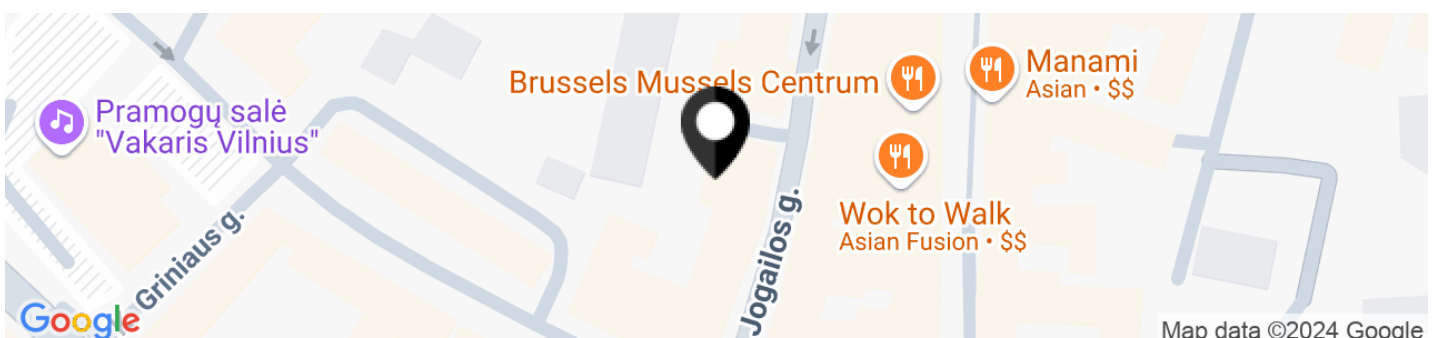 Brussels Mussels Centrum
Manami
Asian • $$
Pramogų salė
"Vakaris Vilnius"
Wok to Walk
Asian Fusion • $$
Griniaus g.
Jogailos g.
Google
Map data ©2024 Google